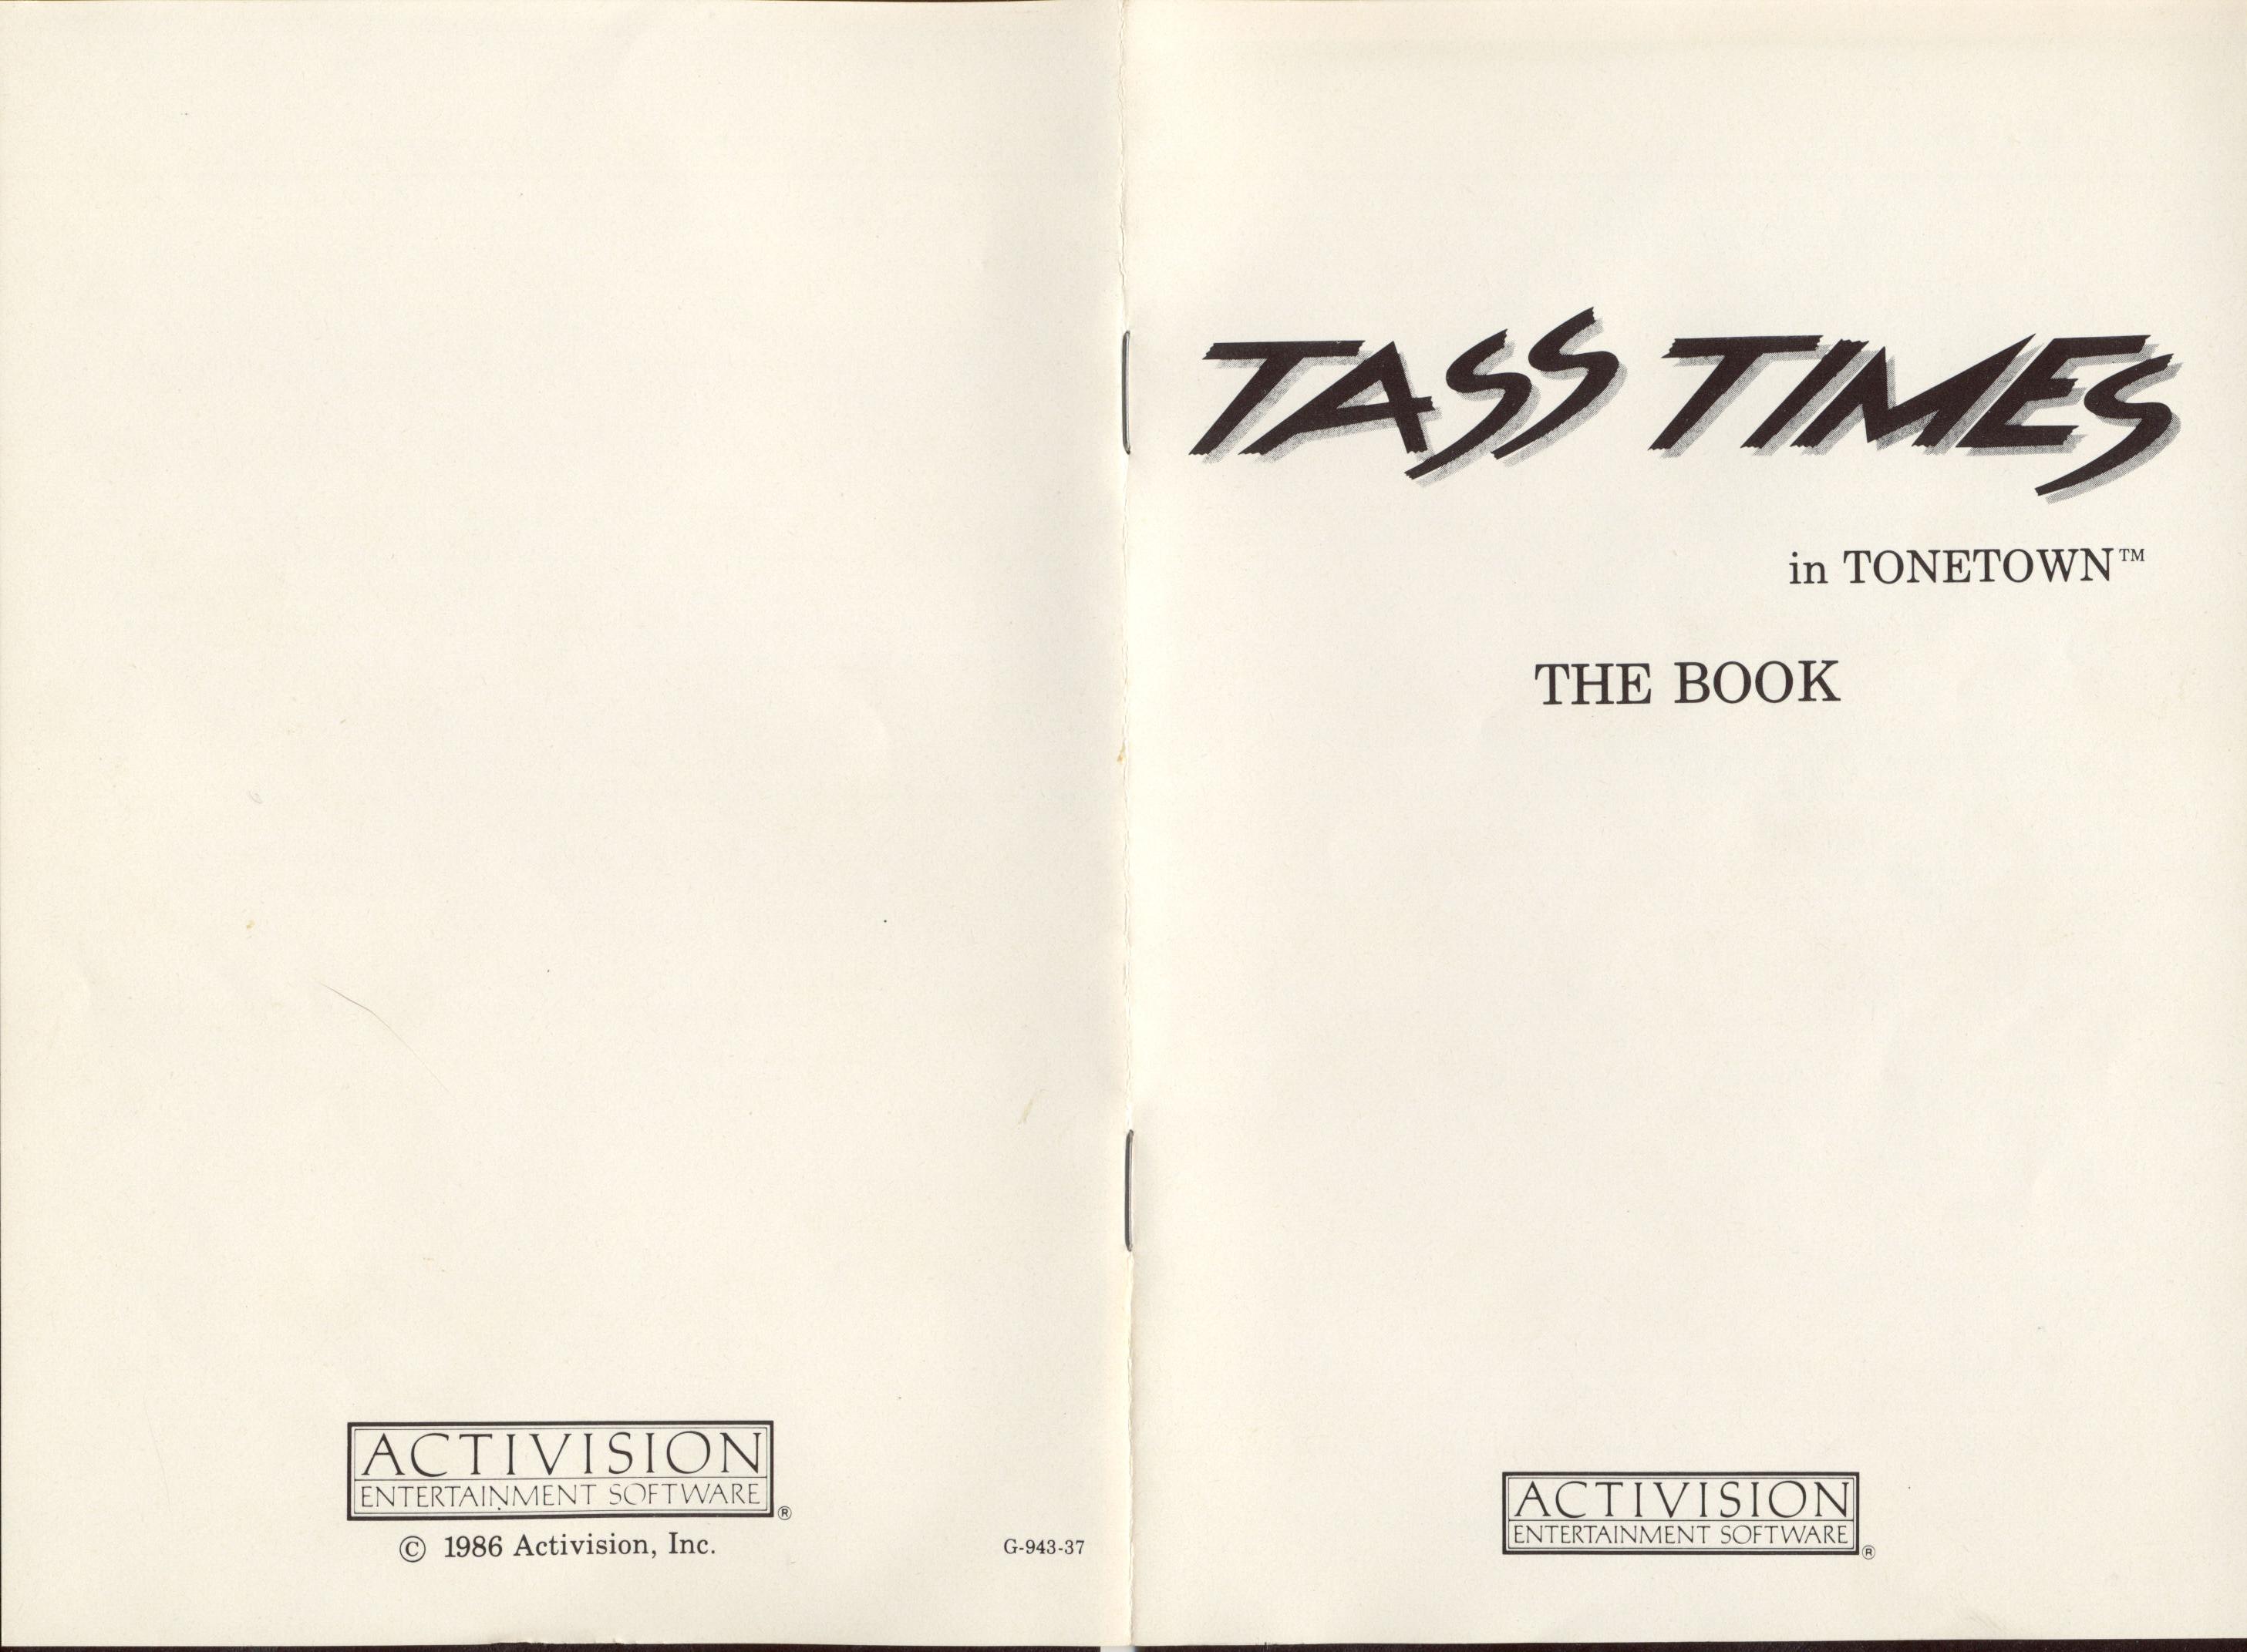 ACTIVISION
ENTERTAINMENT SOFTWARE®
© 1986 Activision, Inc.
G-943-37
TASS TIMES
in TONETOWN™
THE BOOK
ACTIVISION
ENTERTAINMENT SOFTWARE®